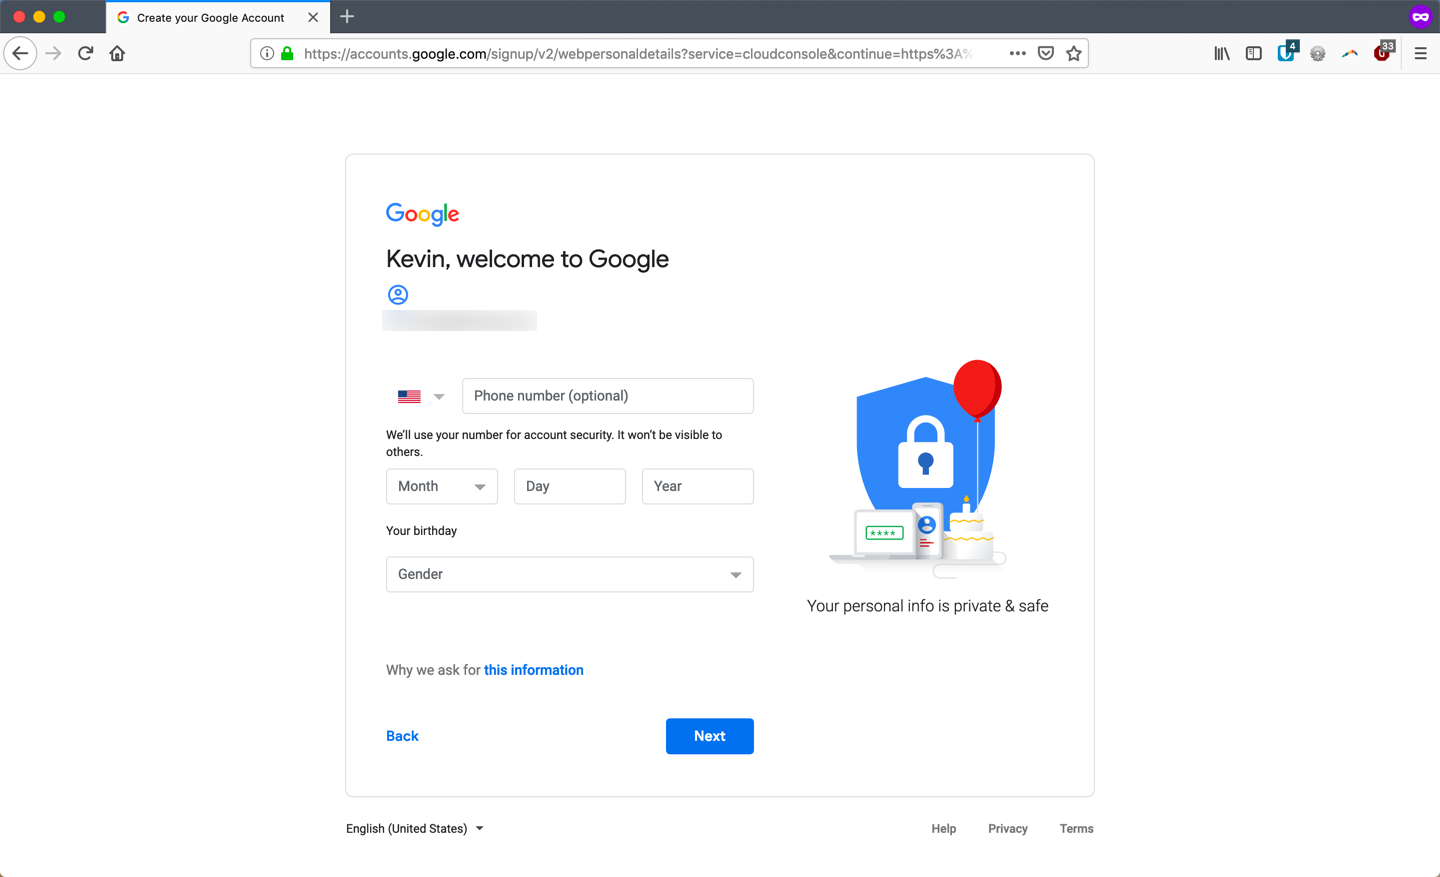 Create your Google Account
https://accounts.google.com/signup/v2/webpersonaldetails?service=cloudconsole&continue=https%3A%
4
33
Google
Kevin, welcome to Google
Phone number (optional)
We'll use your number for account security. It won't be visible to
others.
Month
Day
Year
Your birthday
Gender
****
Your personal info is private & safe
Why we ask for this information
Back
Next
English (United States)
Help
Privacy
Terms